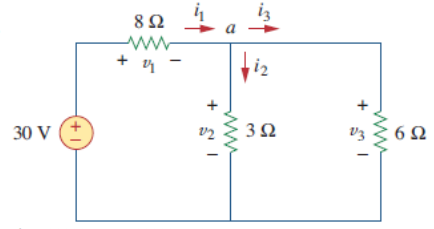 8 Ω i₁ a i₃
+ v₁ − i₂
30 V + − + v₂ − 3 Ω + v₃ − 6 Ω